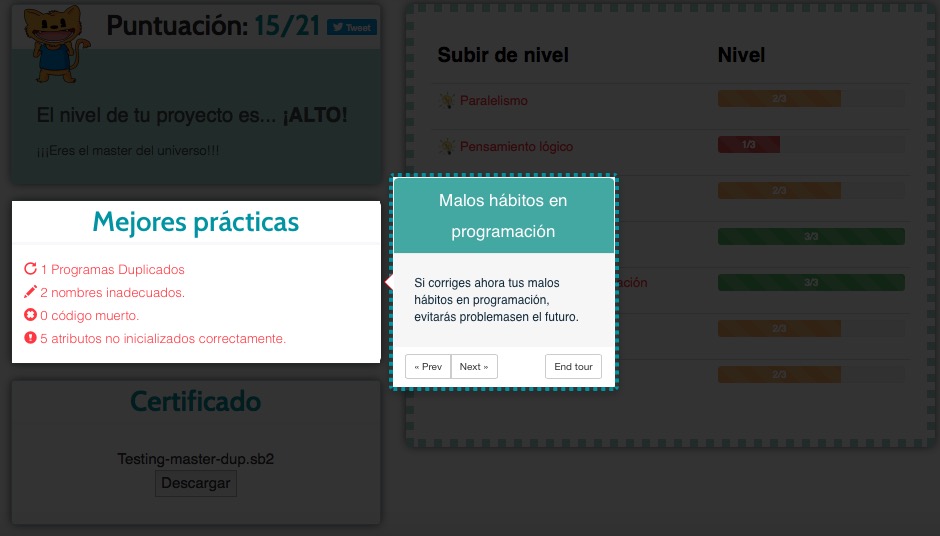 Puntuación: 15/21
Tweet
El nivel de tu proyecto es... ¡ALTO!
¡¡¡Eres el master del universo!!!
Mejores prácticas
1 Programas Duplicados
2 nombres inadecuados.
0 código muerto.
5 atributos no inicializados correctamente.
Certificado
Testing-master-dup.sb2
Descargar
Malos hábitos en
programación
Si corriges ahora tus malos
hábitos en programación,
evitarás problemasen el futuro.
« Prev
Next »
End tour
Subir de nivel
Nivel
Paralelismo
2/3
Pensamiento lógico
1/3
2/3
3/3
3/3
2/3
2/3